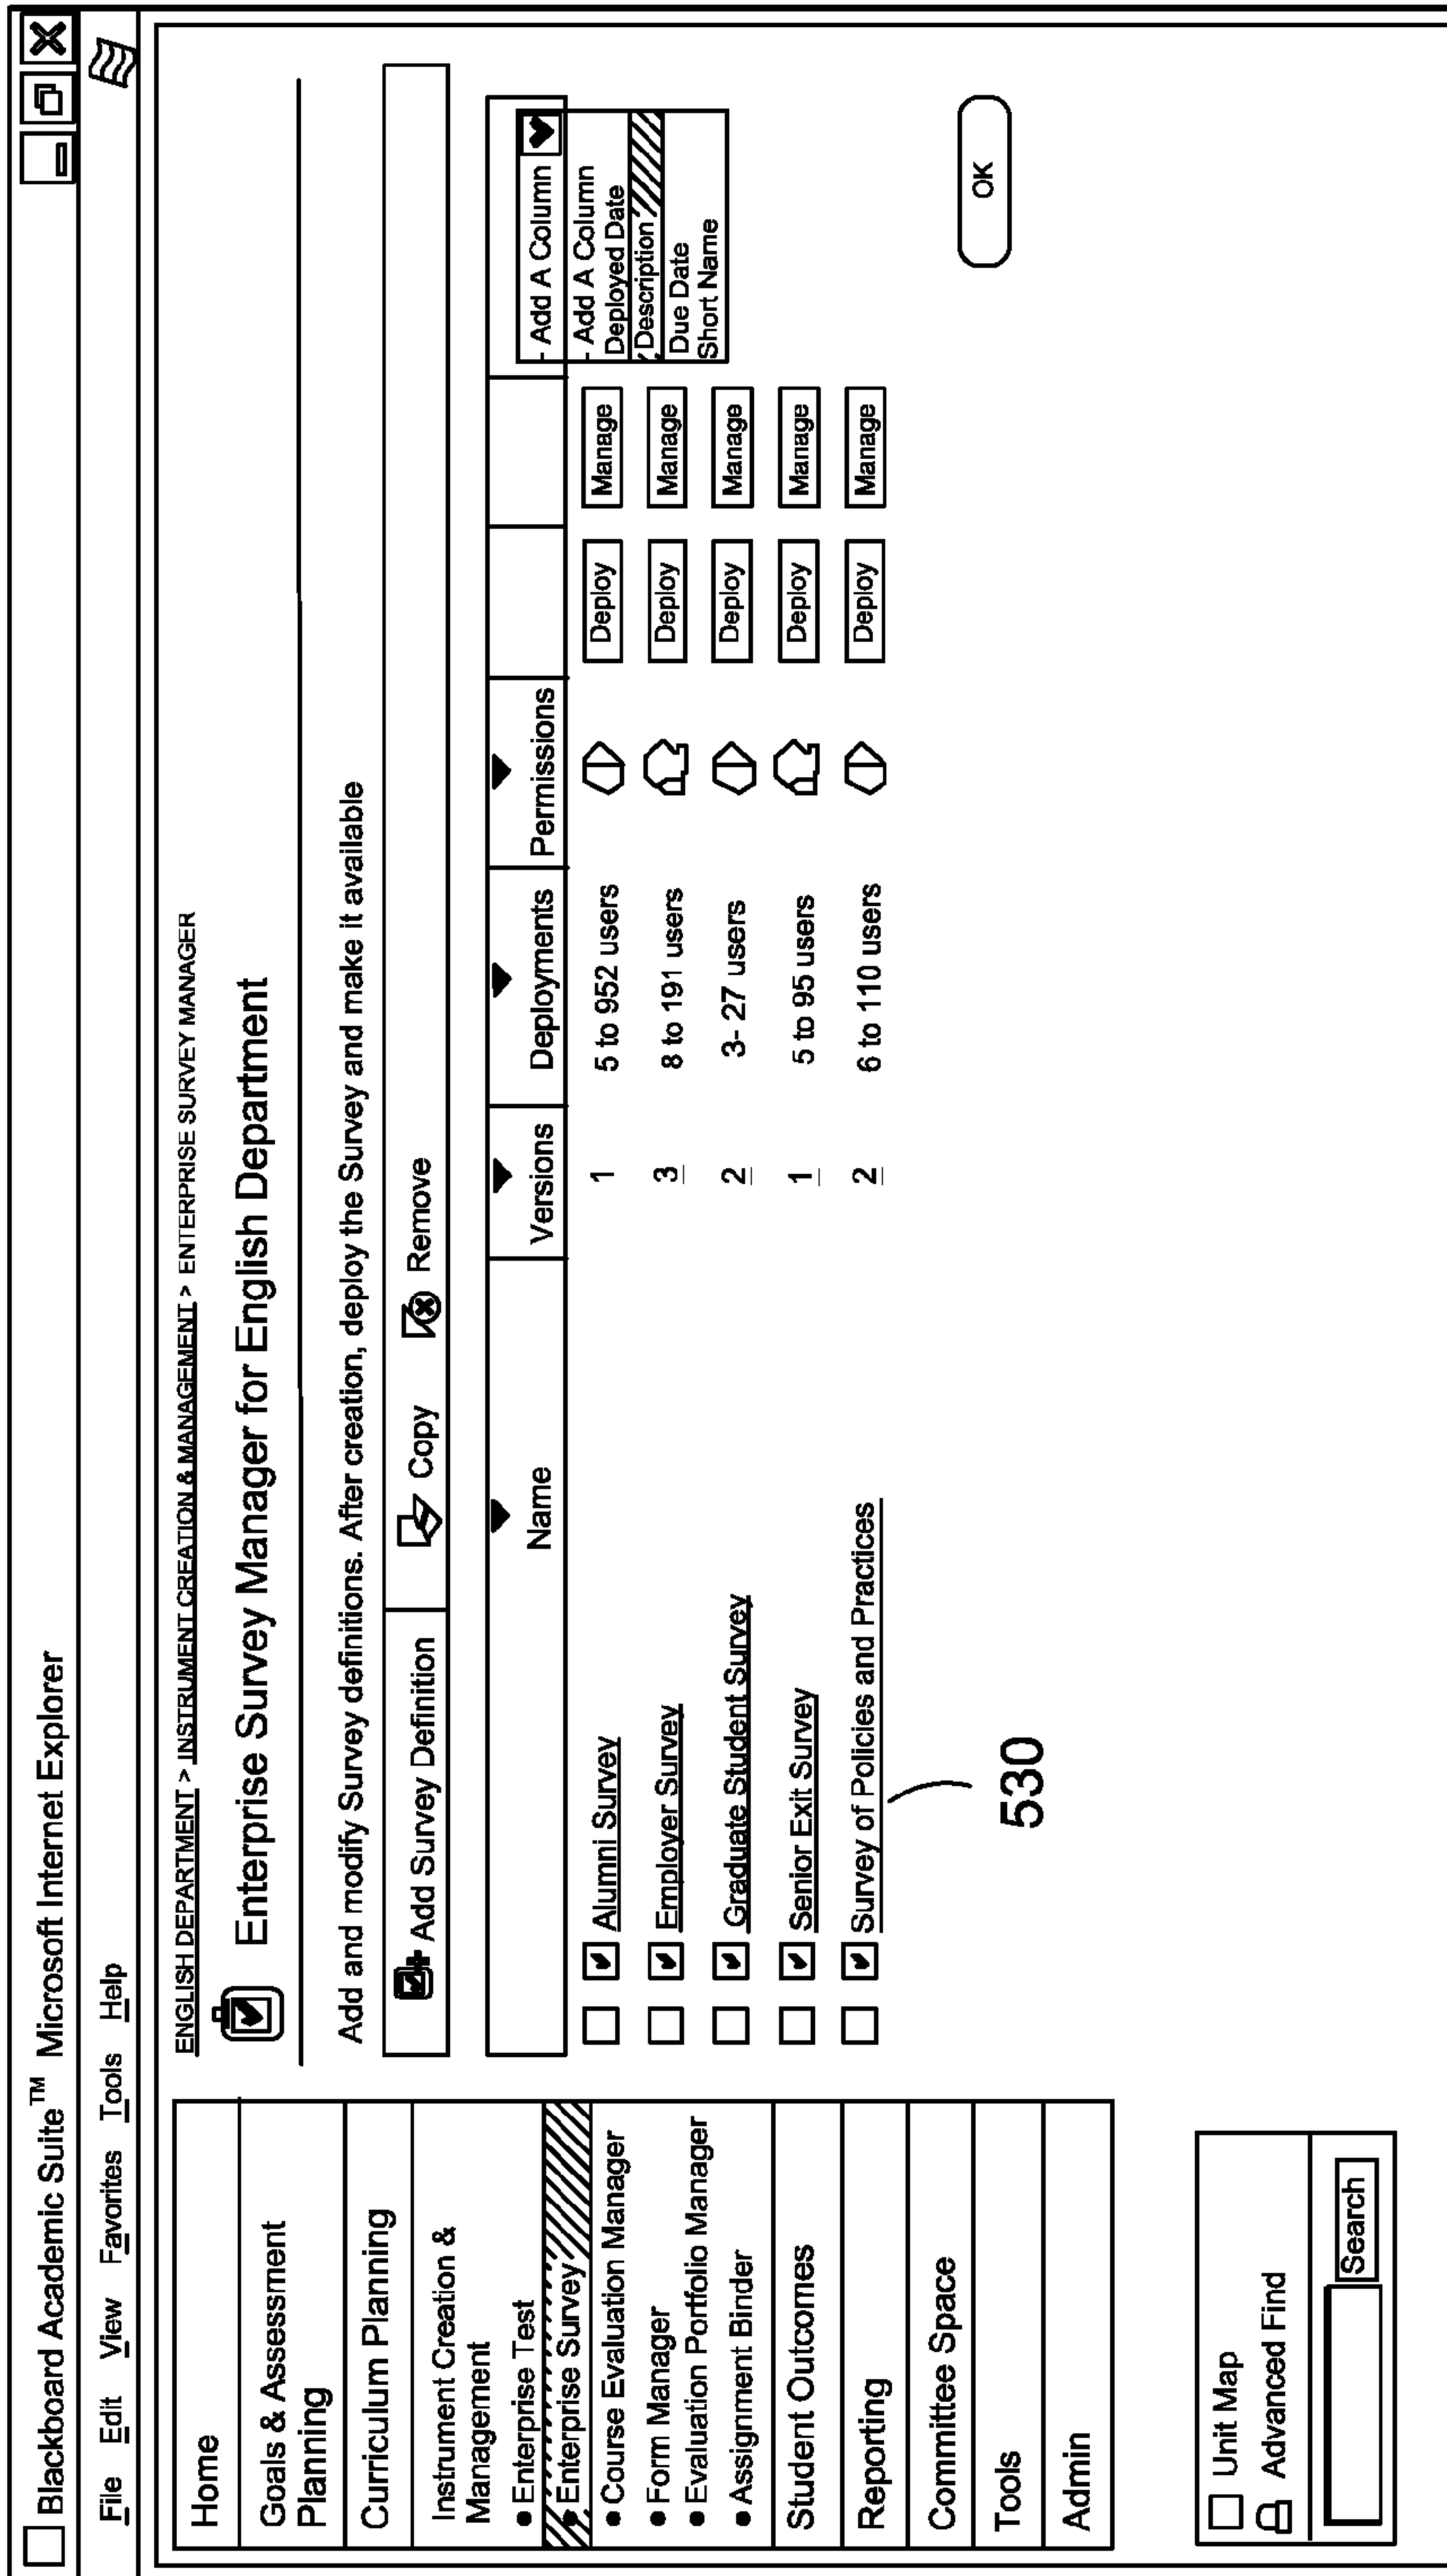 Blackboard Academic Suite™ Microsoft Internet Explorer
File Edit View Favorites Tools Help
Home
Goals & Assessment
Planning
Curriculum Planning
Instrument Creation &
Management
• Enterprise Test
• Enterprise Survey
• Course Evaluation Manager
• Form Manager
• Evaluation Portfolio Manager
• Assignment Binder
Student Outcomes
Reporting
Committee Space
Tools
Admin
Unit Map
Advanced Find
Search
ENGLISH DEPARTMENT > INSTRUMENT CREATION & MANAGEMENT > ENTERPRISE SURVEY MANAGER
Enterprise Survey Manager for English Department
Add and modify Survey definitions. After creation, deploy the Survey and make it available
Add Survey Definition Copy Remove
Name Versions Deployments Permissions - Add A Column
- Add A Column
Deployed Date
Description
Due Date
Short Name
Alumni Survey 1 5 to 952 users Deploy Manage
Employer Survey 3 8 to 191 users Deploy Manage
Graduate Student Survey 2 3- 27 users Deploy Manage
Senior Exit Survey 1 5 to 95 users Deploy Manage
Survey of Policies and Practices 2 6 to 110 users Deploy Manage
OK
530